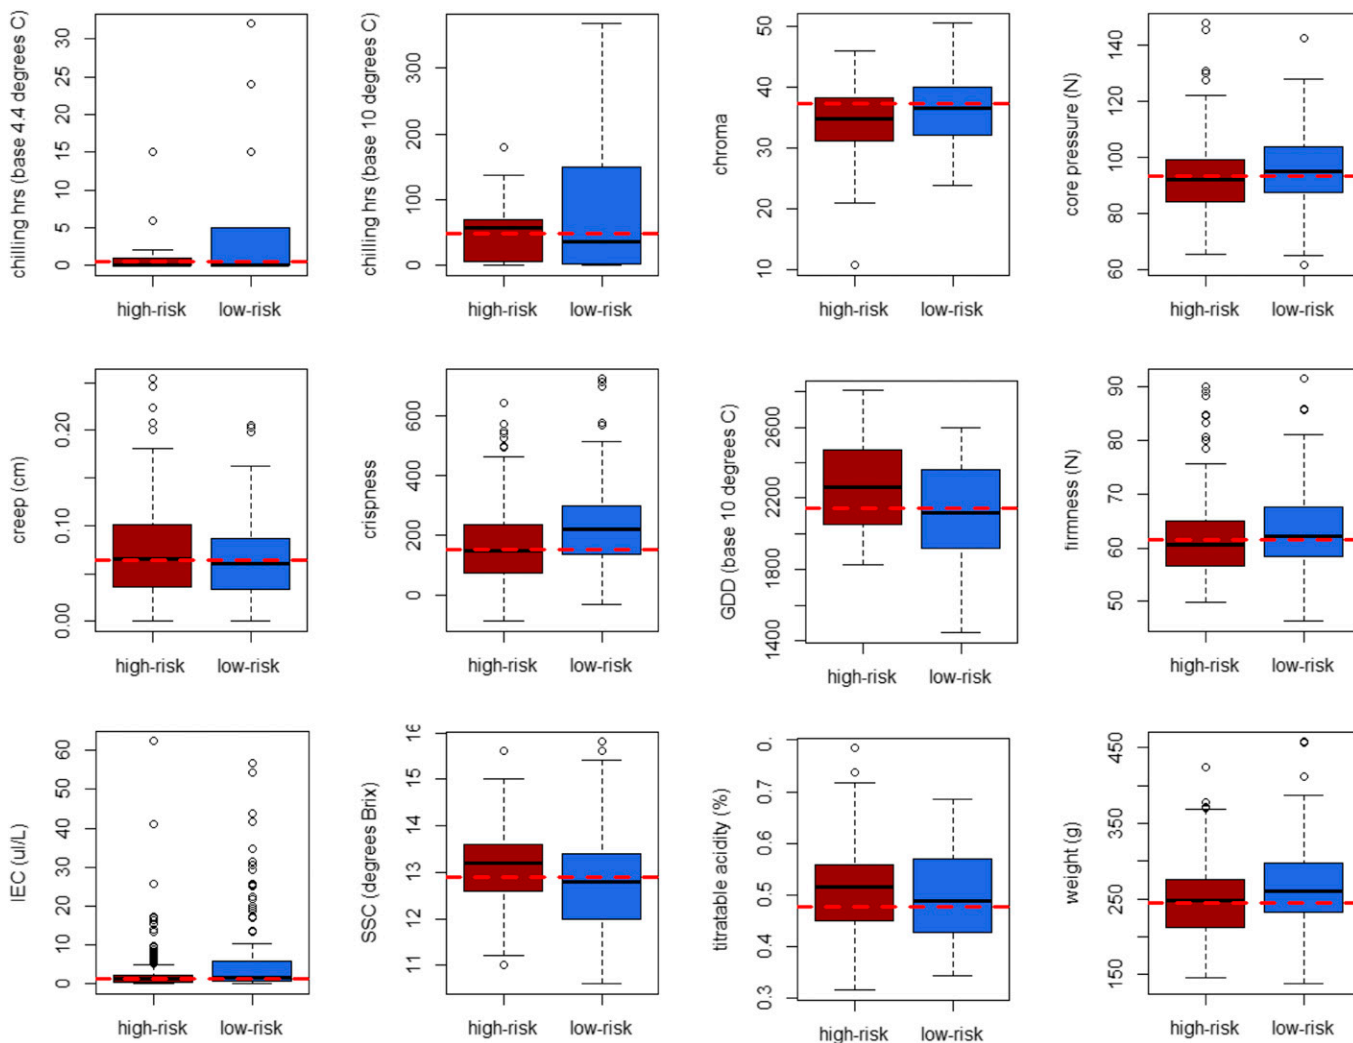 chilling hrs (base 4.4 degrees C)
0 5 10 15 20 25 30
high-risk low-risk
chilling hrs (base 10 degrees C)
0 100 200 300
high-risk low-risk
chroma
10 20 30 40 50
high-risk low-risk
core pressure (N)
60 80 100 120 140
high-risk low-risk
creep (cm)
0.00 0.10 0.20
high-risk low-risk
crispness
0 200 400 600
high-risk low-risk
GDD (base 10 degrees C)
1400 1800 2200 2600
high-risk low-risk
firmness (N)
50 60 70 80 90
high-risk low-risk
IEC (ul/L)
0 10 20 30 40 50 60
high-risk low-risk
SSC (degrees Brix)
11 12 13 14 15 16
high-risk low-risk
titratable acidity (%)
0.3 0.4 0.5 0.6 0.7
high-risk low-risk
weight (g)
150 250 350 450
high-risk low-risk